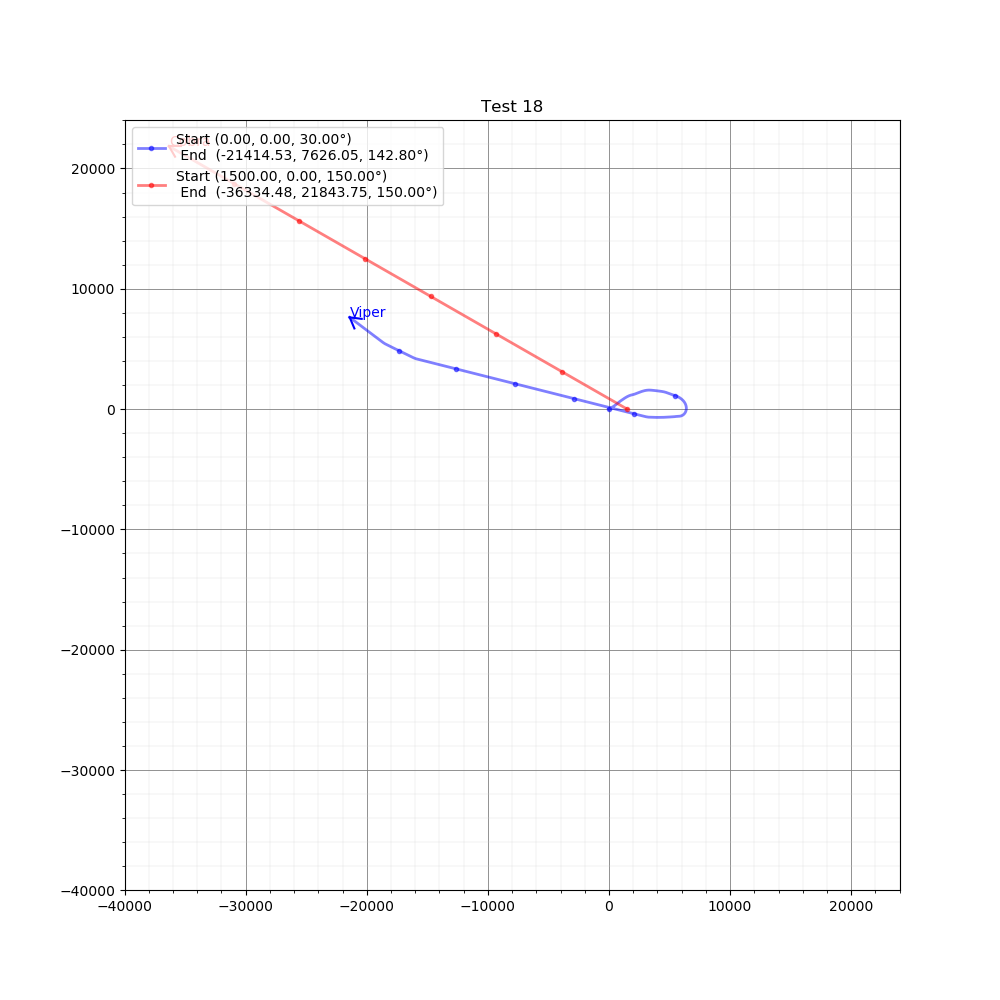 Test 18
Start (0.00, 0.00, 30.00°)
End (-21414.53, 7626.05, 142.80°)
Start (1500.00, 0.00, 150.00°)
End (-36334.48, 21843.75, 150.00°)
20000
10000
Viper
0
−10000
−20000
−30000
−40000
−40000 −30000 −20000 −10000 0 10000 20000